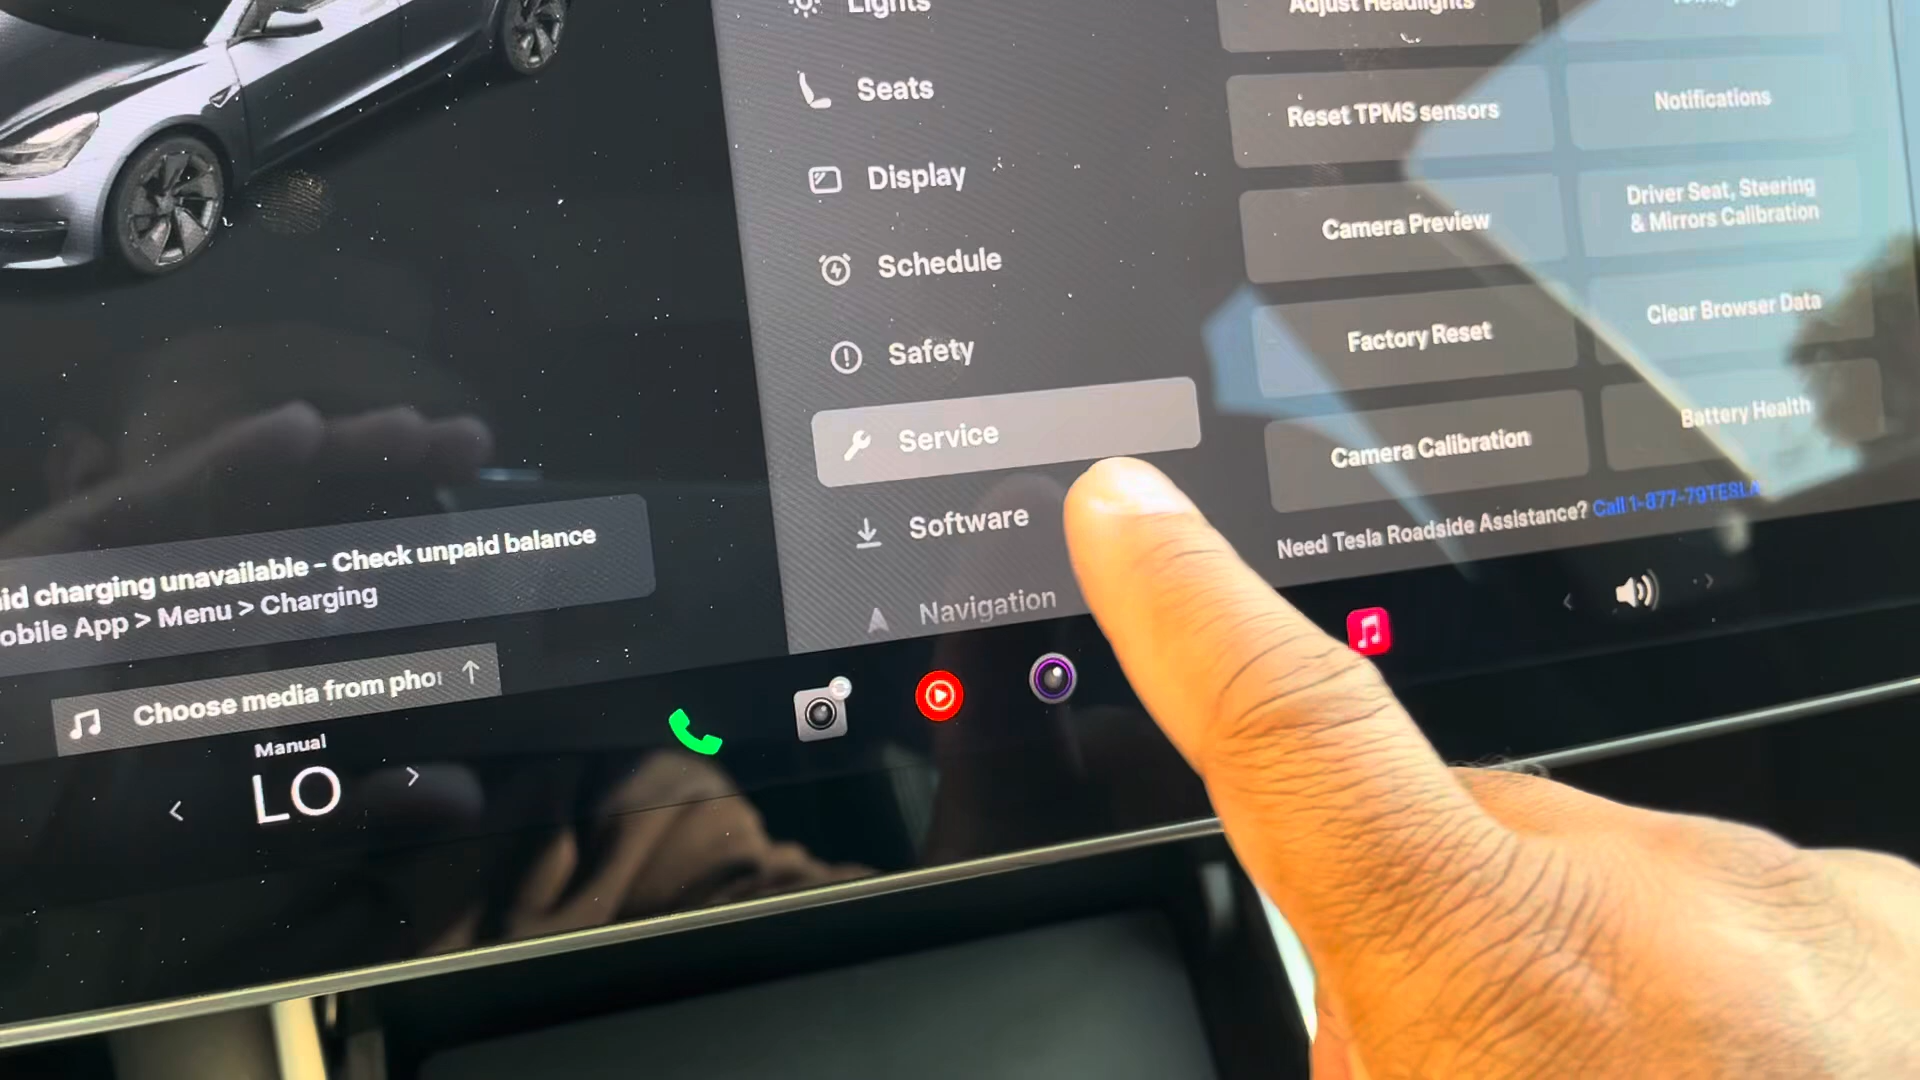 Lights
Seats
Display
Schedule
Safety
Service
Software
Navigation
Adjust Headlights
Towing
Reset TPMS sensors
Notifications
Camera Preview
Driver Seat, Steering
& Mirrors Calibration
Factory Reset
Clear Browser Data
Camera Calibration
Battery Health
Need Tesla Roadside Assistance? Call 1-877-79TESLA
id charging unavailable - Check unpaid balance
obile App > Menu > Charging
Choose media from pho
Manual
LO